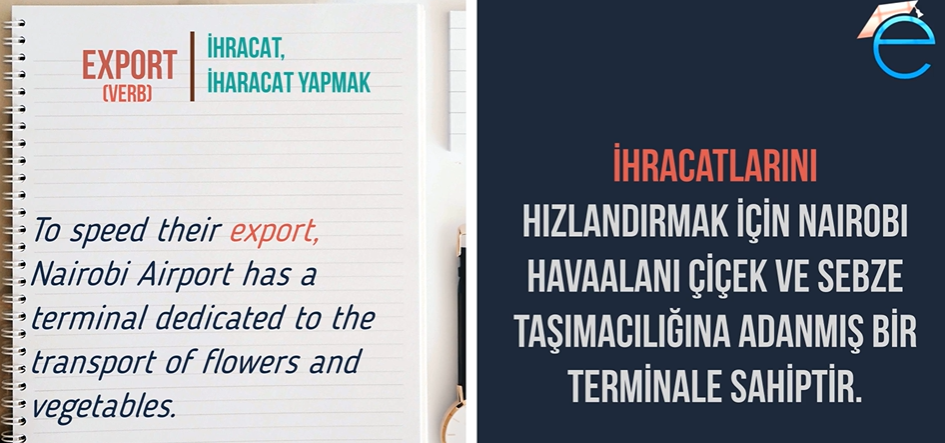 EXPORT
(VERB)
İHRACAT,
İHARACAT YAPMAK
To speed their export,
Nairobi Airport has a
terminal dedicated to the
transport of flowers and
vegetables.
e
İHRACATLARINI
HIZLANDIRMAK İÇİN NAIROBI
HAVAALANI ÇİÇEK VE SEBZE
TAŞIMACILIĞINA ADANMIŞ BİR
TERMİNALE SAHİPTİR.